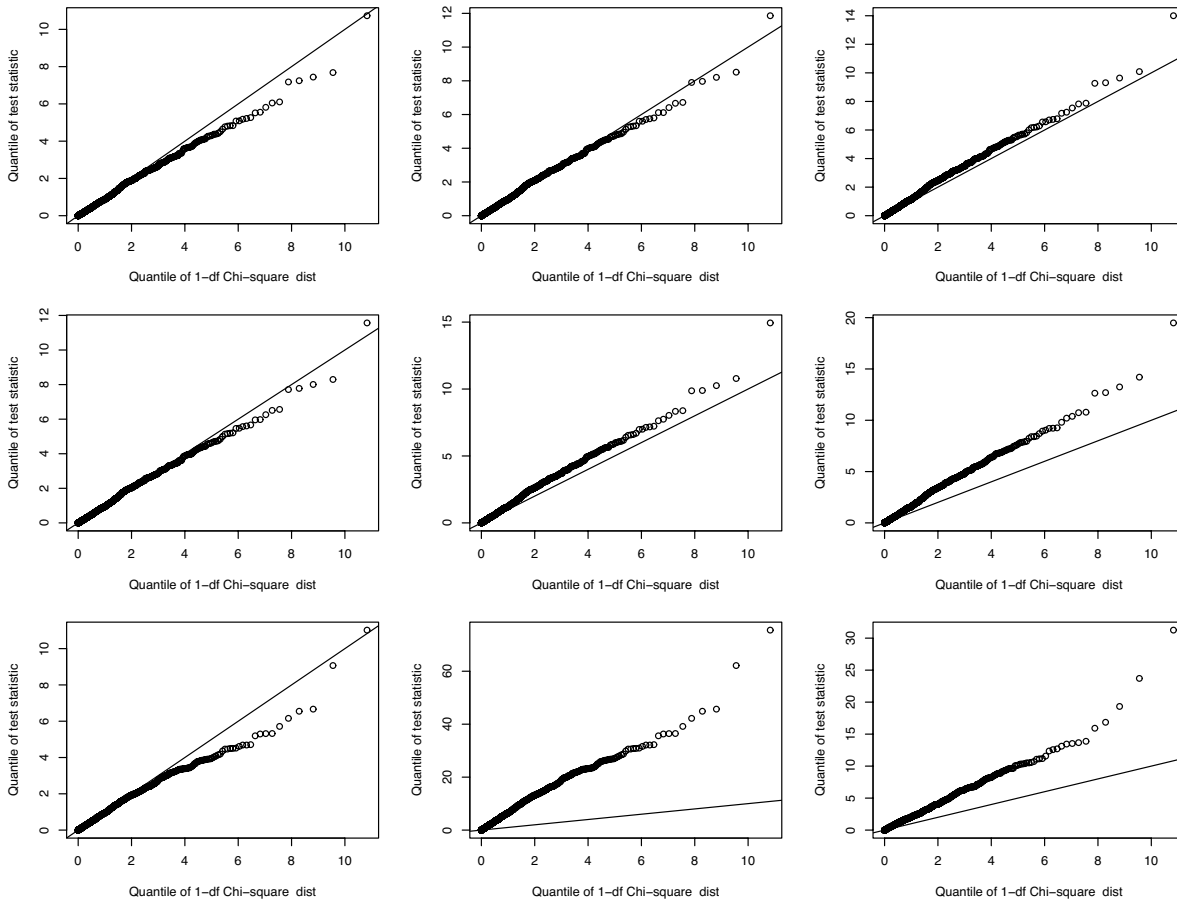 Quantile of test statistic
0 2 4 6 8 10
0 2 4 6 8 10
Quantile of 1−df Chi−square dist
Quantile of test statistic
0 2 4 6 8 10 12
0 2 4 6 8 10
Quantile of 1−df Chi−square dist
Quantile of test statistic
0 2 4 6 8 10 12 14
0 2 4 6 8 10
Quantile of 1−df Chi−square dist
Quantile of test statistic
0 2 4 6 8 10 12
0 2 4 6 8 10
Quantile of 1−df Chi−square dist
Quantile of test statistic
0 5 10 15
0 2 4 6 8 10
Quantile of 1−df Chi−square dist
Quantile of test statistic
0 5 10 15 20
0 2 4 6 8 10
Quantile of 1−df Chi−square dist
Quantile of test statistic
0 2 4 6 8 10
0 2 4 6 8 10
Quantile of 1−df Chi−square dist
Quantile of test statistic
0 20 40 60
0 2 4 6 8 10
Quantile of 1−df Chi−square dist
Quantile of test statistic
0 5 10 15 20 25 30
0 2 4 6 8 10
Quantile of 1−df Chi−square dist